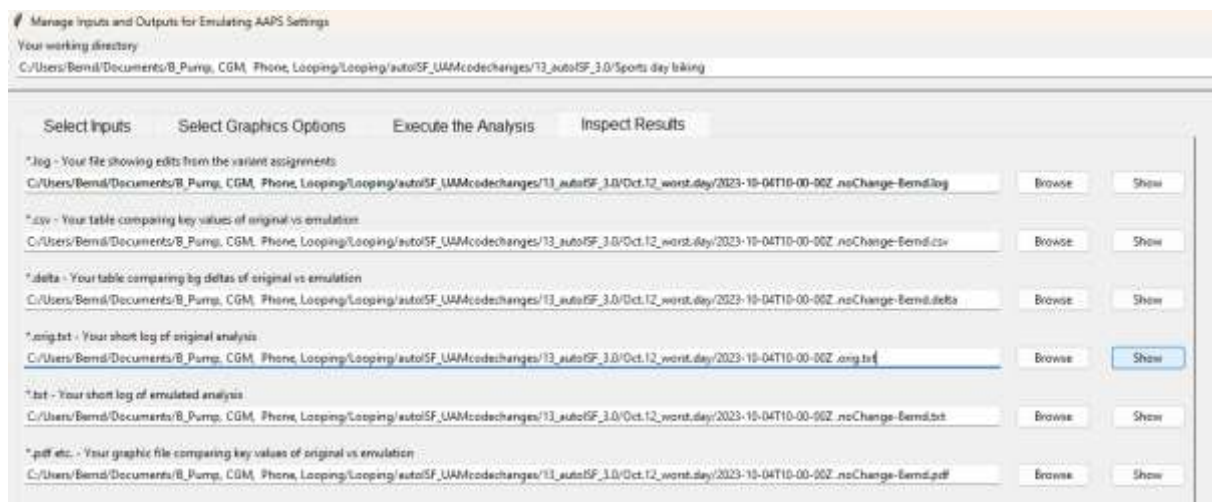 Manage Inputs and Outputs for Emulating AAPS Settings
Your working directory
C:/Users/Bernd/Documents/B_Pump, CGM, Phone, Looping/Looping/autoISF_UAMcodechanges/13_autoISF_3.0/Sports day biking
Select Inputs Select Graphics Options Execute the Analysis Inspect Results
*.log - Your file showing edits from the variant assignments
C:/Users/Bernd/Documents/B_Pump, CGM, Phone, Looping/Looping/autoISF_UAMcodechanges/13_autoISF_3.0/Oct.12_worst.day/2023-10-04T10-00-00Z .noChange-Bernd.log Browse Show
*.csv - Your table comparing key values of original vs emulation
C:/Users/Bernd/Documents/B_Pump, CGM, Phone, Looping/Looping/autoISF_UAMcodechanges/13_autoISF_3.0/Oct.12_worst.day/2023-10-04T10-00-00Z .noChange-Bernd.csv Browse Show
*.delta - Your table comparing bg deltas of original vs emulation
C:/Users/Bernd/Documents/B_Pump, CGM, Phone, Looping/Looping/autoISF_UAMcodechanges/13_autoISF_3.0/Oct.12_worst.day/2023-10-04T10-00-00Z .noChange-Bernd.delta Browse Show
*.orig.txt - Your short log of original analysis
C:/Users/Bernd/Documents/B_Pump, CGM, Phone, Looping/Looping/autoISF_UAMcodechanges/13_autoISF_3.0/Oct.12_worst.day/2023-10-04T10-00-00Z .orig.txt Browse Show
*.txt - Your short log of emulated analysis
C:/Users/Bernd/Documents/B_Pump, CGM, Phone, Looping/Looping/autoISF_UAMcodechanges/13_autoISF_3.0/Oct.12_worst.day/2023-10-04T10-00-00Z .noChange-Bernd.txt Browse Show
*.pdf etc. - Your graphic file comparing key values of original vs emulation
C:/Users/Bernd/Documents/B_Pump, CGM, Phone, Looping/Looping/autoISF_UAMcodechanges/13_autoISF_3.0/Oct.12_worst.day/2023-10-04T10-00-00Z .noChange-Bernd.pdf Browse Show